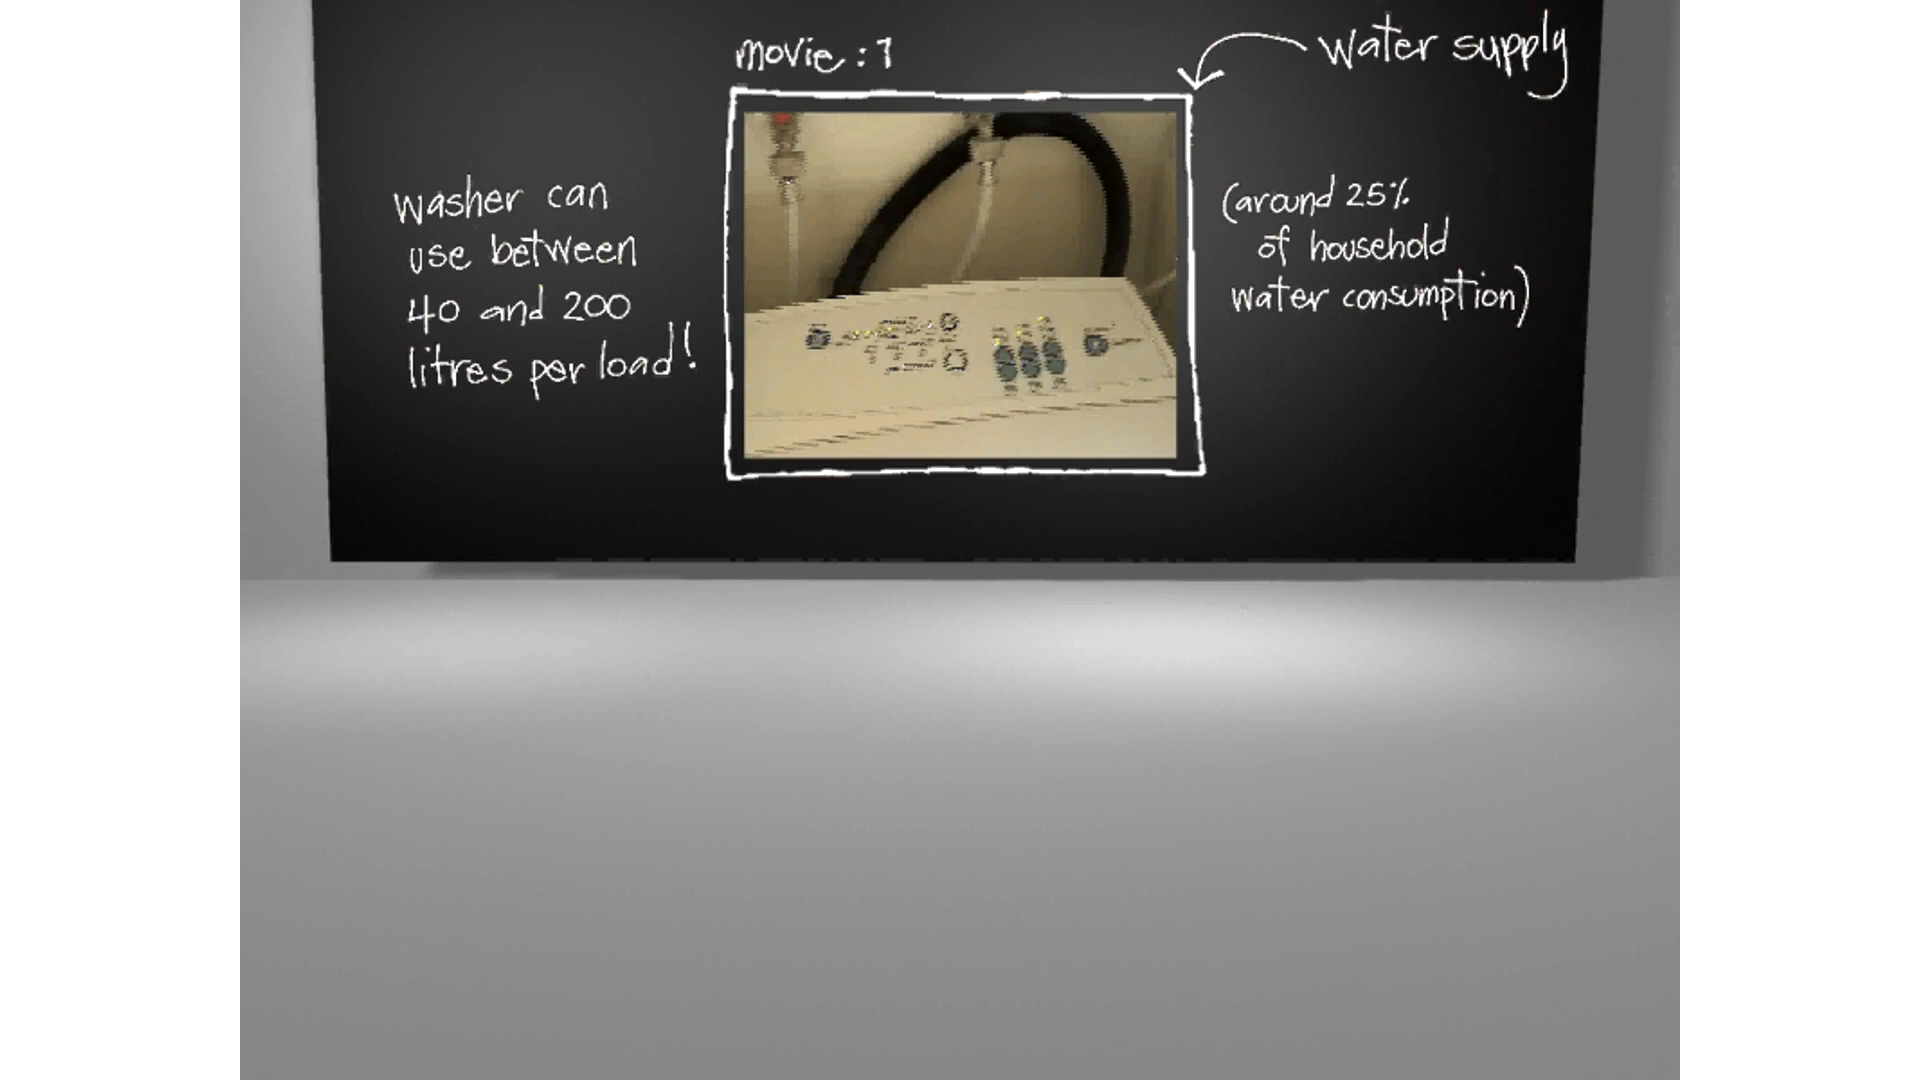 movie : 1
water supply
washer can
use between
40 and 200
litres per load!
(around 25%
of household
water consumption)